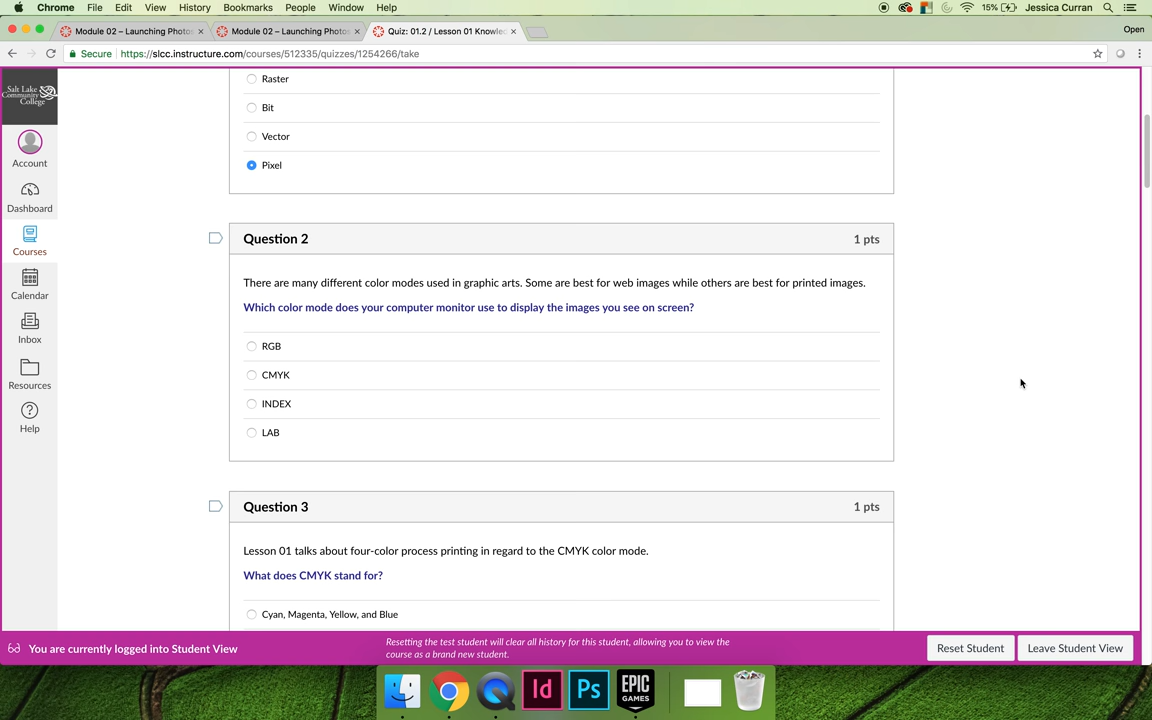 Chrome File Edit View History Bookmarks People Window Help 15% Jessica Curran
Module 02 – Launching Photos Module 02 – Launching Photos Quiz: 01.2 / Lesson 01 Knowle Open
Secure https://slcc.instructure.com/courses/512335/quizzes/1254266/take
Salt Lake
Community
College
Account
Dashboard
Courses
Calendar
Inbox
Resources
Help
Raster
Bit
Vector
Pixel
Question 2 1 pts
There are many different color modes used in graphic arts. Some are best for web images while others are best for printed images.
Which color mode does your computer monitor use to display the images you see on screen?
RGB
CMYK
INDEX
LAB
Question 3 1 pts
Lesson 01 talks about four-color process printing in regard to the CMYK color mode.
What does CMYK stand for?
Cyan, Magenta, Yellow, and Blue
You are currently logged into Student View
Resetting the test student will clear all history for this student, allowing you to view the
course as a brand new student.
Reset Student Leave Student View
Id Ps EPIC
GAMES